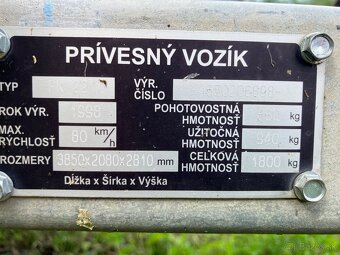 PRÍVESNÝ VOZÍK
TYP
VÝR.
ČÍSLO
ROK VÝR. 1998
POHOTOVOSTNÁ
HMOTNOSŤ kg
MAX.
RÝCHLOSŤ 80 km/h
UŽITOČNÁ
HMOTNOSŤ kg
ROZMERY 3850x2080x2810 mm
CELKOVÁ
HMOTNOSŤ 1800 kg
Dĺžka x Šírka x Výška